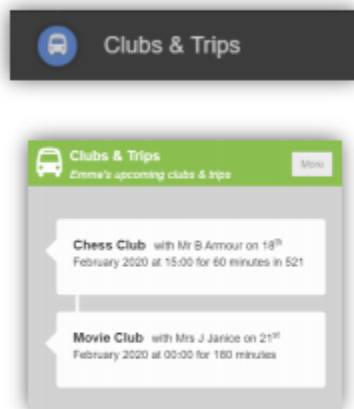 Clubs & Trips
Clubs & Trips
Emma's upcoming clubs & trips
More
Chess Club with Mr B Armour on 18th
February 2020 at 15:00 for 60 minutes in 521
Movie Club with Mrs J Janice on 21st
February 2020 at 00:00 for 180 minutes